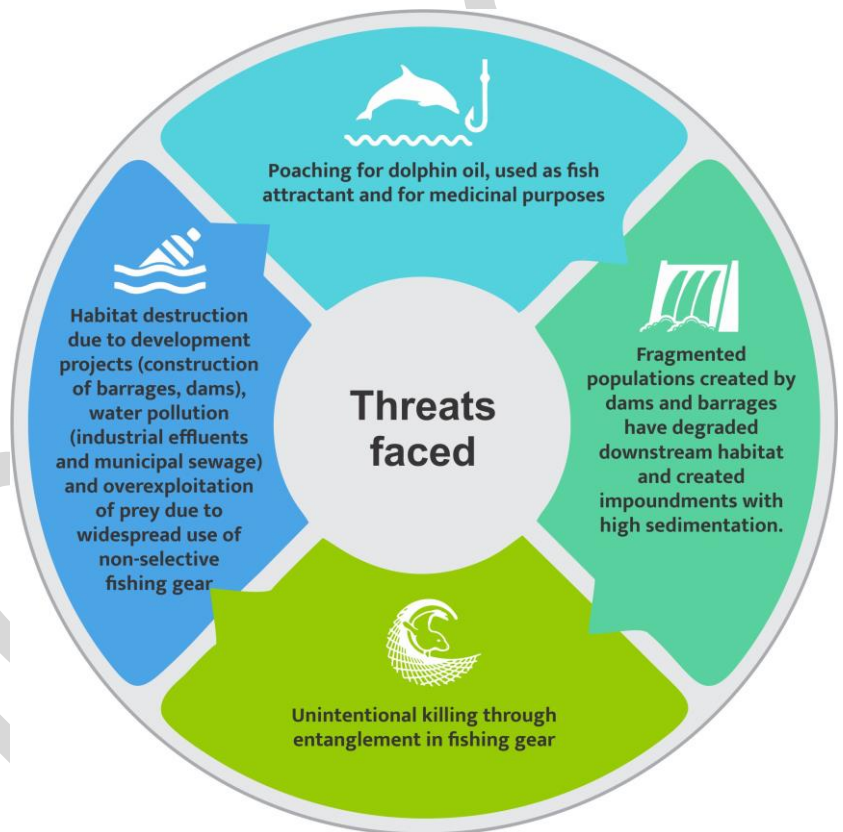 Poaching for dolphin oil, used as fish
attractant and for medicinal purposes
Fragmented
populations created by
dams and barrages
have degraded
downstream habitat
and created
impoundments with
high sedimentation.
Unintentional killing through
entanglement in fishing gear
Habitat destruction
due to development
projects (construction
of barrages, dams),
water pollution
(industrial effluents
and municipal sewage)
and overexploitation
of prey due to
widespread use of
non-selective
fishing gear
Threats
faced